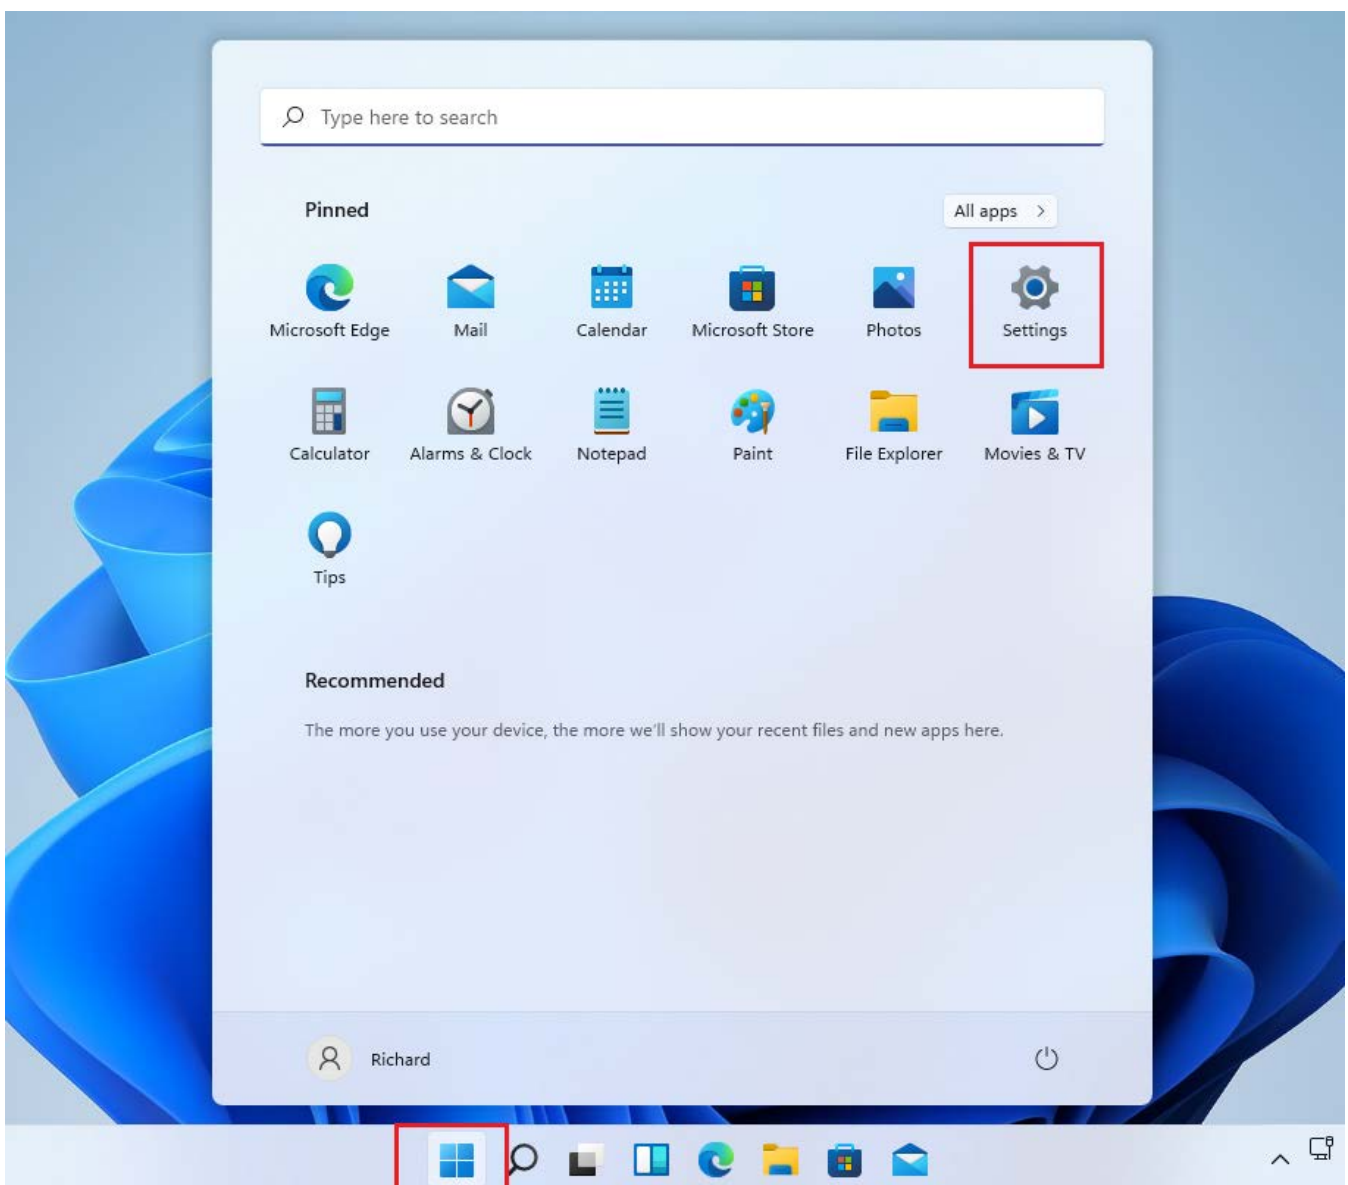 Type here to search
Pinned
All apps >
Microsoft Edge
Mail
Calendar
Microsoft Store
Photos
Settings
Calculator
Alarms & Clock
Notepad
Paint
File Explorer
Movies & TV
Tips
Recommended
The more you use your device, the more we'll show your recent files and new apps here.
Richard